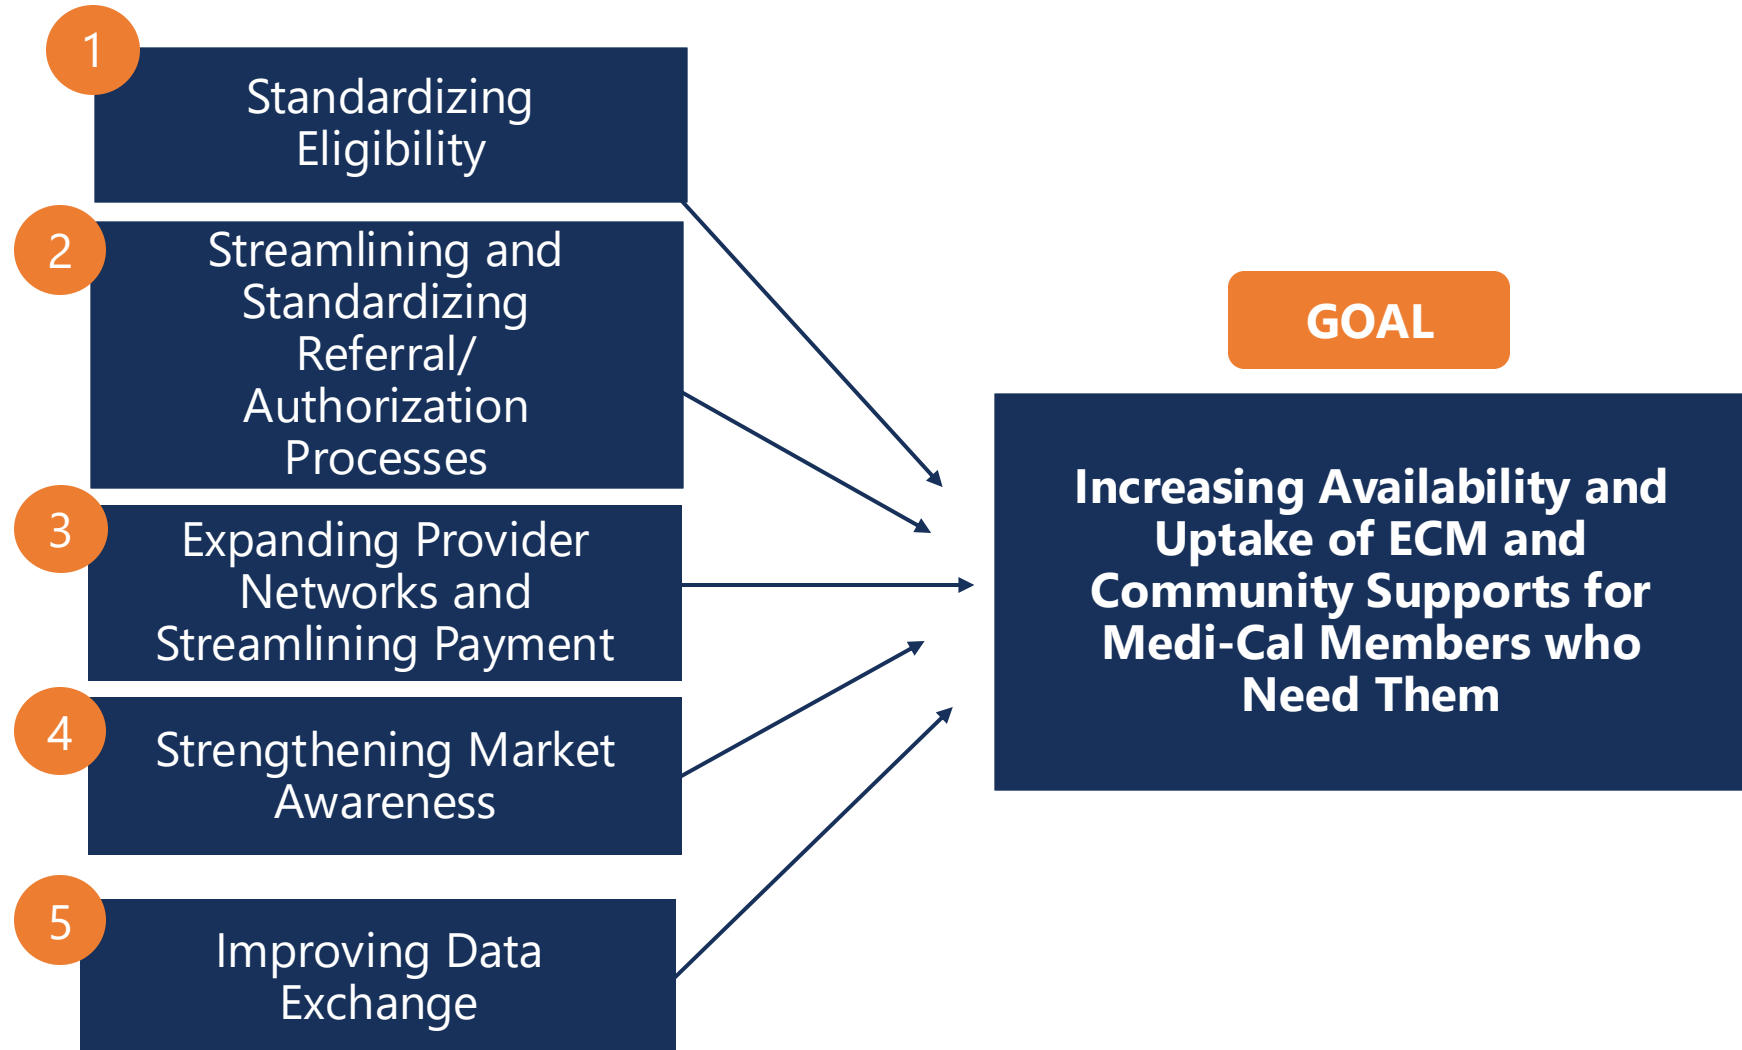 1
Standardizing
Eligibility
2
Streamlining and
Standardizing
Referral/
Authorization
Processes
3
Expanding Provider
Networks and
Streamlining Payment
4
Strengthening Market
Awareness
5
Improving Data
Exchange
GOAL
Increasing Availability and
Uptake of ECM and
Community Supports for
Medi-Cal Members who
Need Them